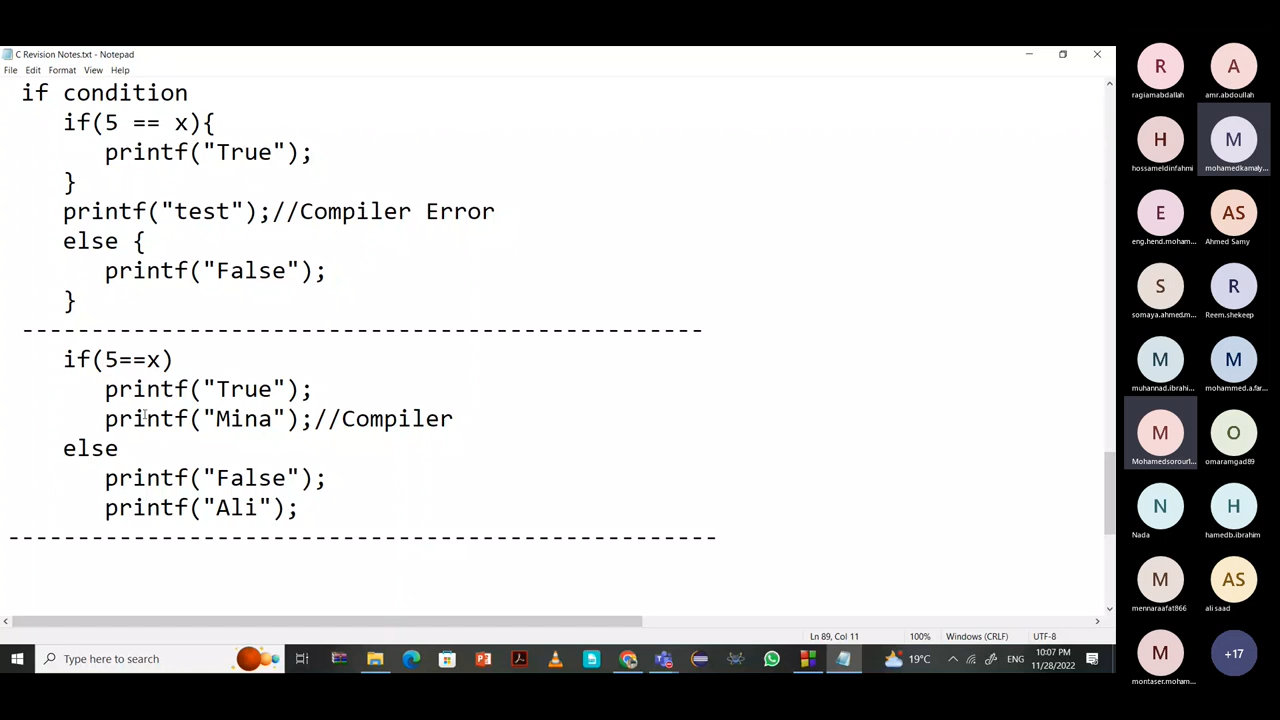 C Revision Notes.txt - Notepad
File Edit Format View Help
if condition
if(5 == x){
printf("True");
}
printf("test");//Compiler Error
else {
printf("False");
}
-------------------------------------------------
if(5==x)
printf("True");
printf("Mina");//Compiler
else
printf("False");
printf("Ali");
---------------------------------------------------
Ln 89, Col 11
100%
Windows (CRLF)
UTF-8
Type here to search
19°C
ENG
10:07 PM
11/28/2022
R
ragiamabdallah
A
amr.abdoullah
H
hossameldinfahmi
M
mohamedkamaly...
E
eng.hend.moham...
AS
Ahmed Samy
S
somaya.ahmed.m...
R
Reem.shekeep
M
muhannad.ibrahi...
M
mohammed.a.far...
M
Mohamedsorour1...
O
omaramgad89
N
Nada
H
hamedb.ibrahim
M
mennaraafat866
AS
ali saad
M
montaser.moham...
+17